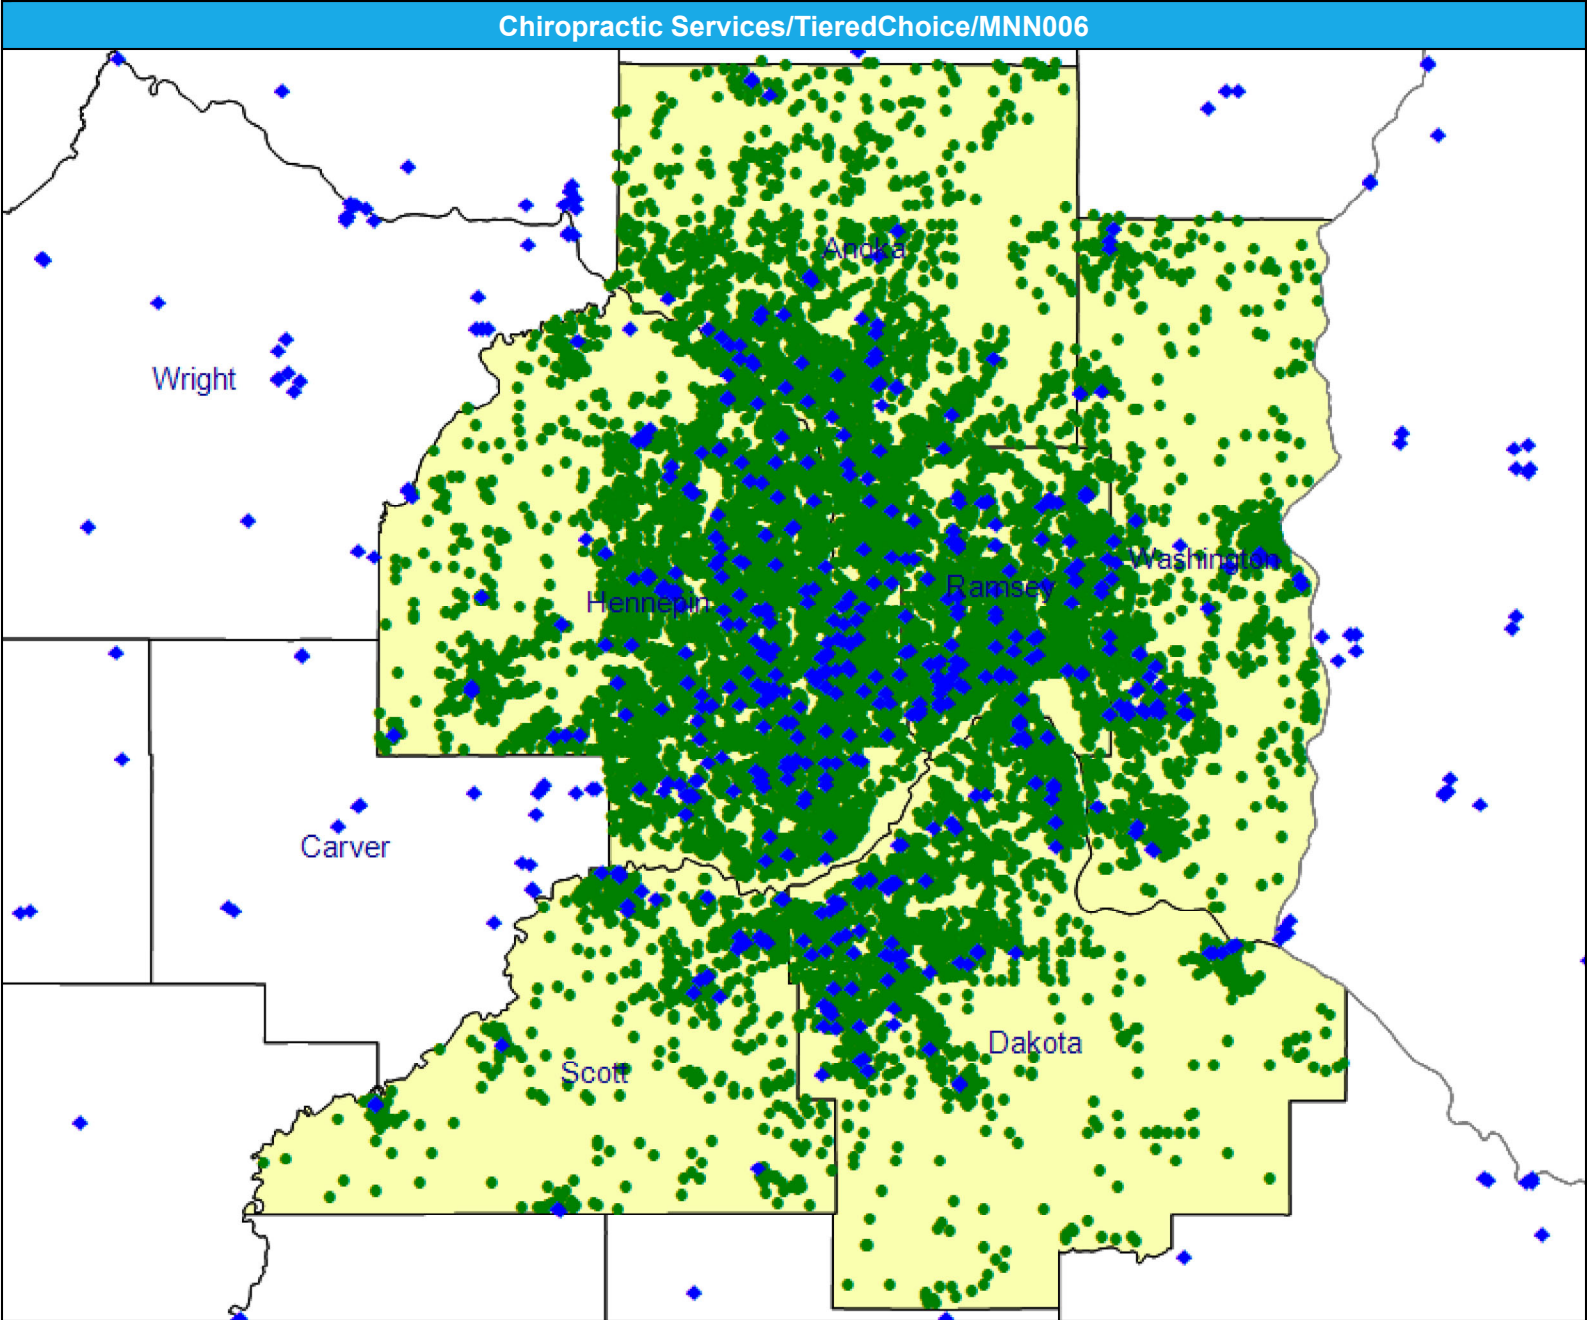 Chiropractic Services/TieredChoice/MNN006
Anoka
Wright
Washington
Ramsey
Hennepin
Carver
Dakota
Scott